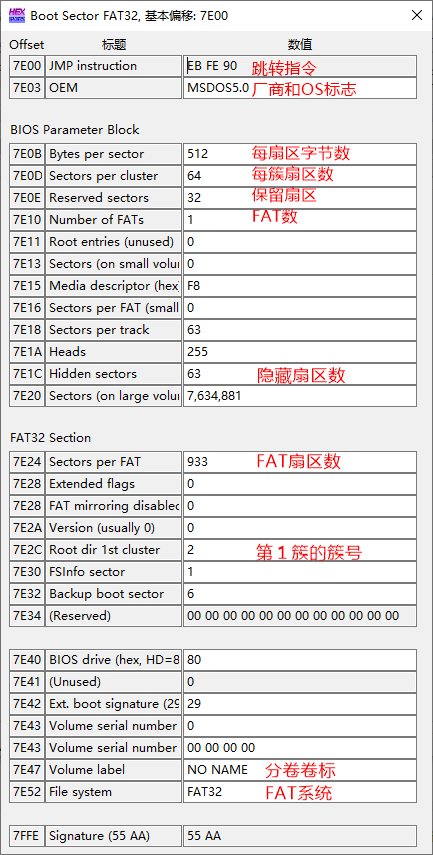 Boot Sector FAT32, 基本偏移: 7E00
Offset 标题 数值
7E00 JMP instruction EB FE 90 跳转指令
7E03 OEM MSDOS5.0 厂商和OS标志
BIOS Parameter Block
7E0B Bytes per sector 512 每扇区字节数
7E0D Sectors per cluster 64 每簇扇区数
7E0E Reserved sectors 32 保留扇区
7E10 Number of FATs 1 FAT数
7E11 Root entries (unused) 0
7E13 Sectors (on small volu 0
7E15 Media descriptor (hex) F8
7E16 Sectors per FAT (small 0
7E18 Sectors per track 63
7E1A Heads 255
7E1C Hidden sectors 63 隐藏扇区数
7E20 Sectors (on large volu 7,634,881
FAT32 Section
7E24 Sectors per FAT 933 FAT扇区数
7E28 Extended flags 0
7E28 FAT mirroring disabled 0
7E2A Version (usually 0) 0
7E2C Root dir 1st cluster 2 第1簇的簇号
7E30 FSInfo sector 1
7E32 Backup boot sector 6
7E34 (Reserved) 00 00 00 00 00 00 00 00 00 00 00 00
7E40 BIOS drive (hex, HD=8 80
7E41 (Unused) 0
7E42 Ext. boot signature (29 29
7E43 Volume serial number 0
7E43 Volume serial number 00 00 00 00
7E47 Volume label NO NAME 分卷卷标
7E52 File system FAT32 FAT系统
7FFE Signature (55 AA) 55 AA